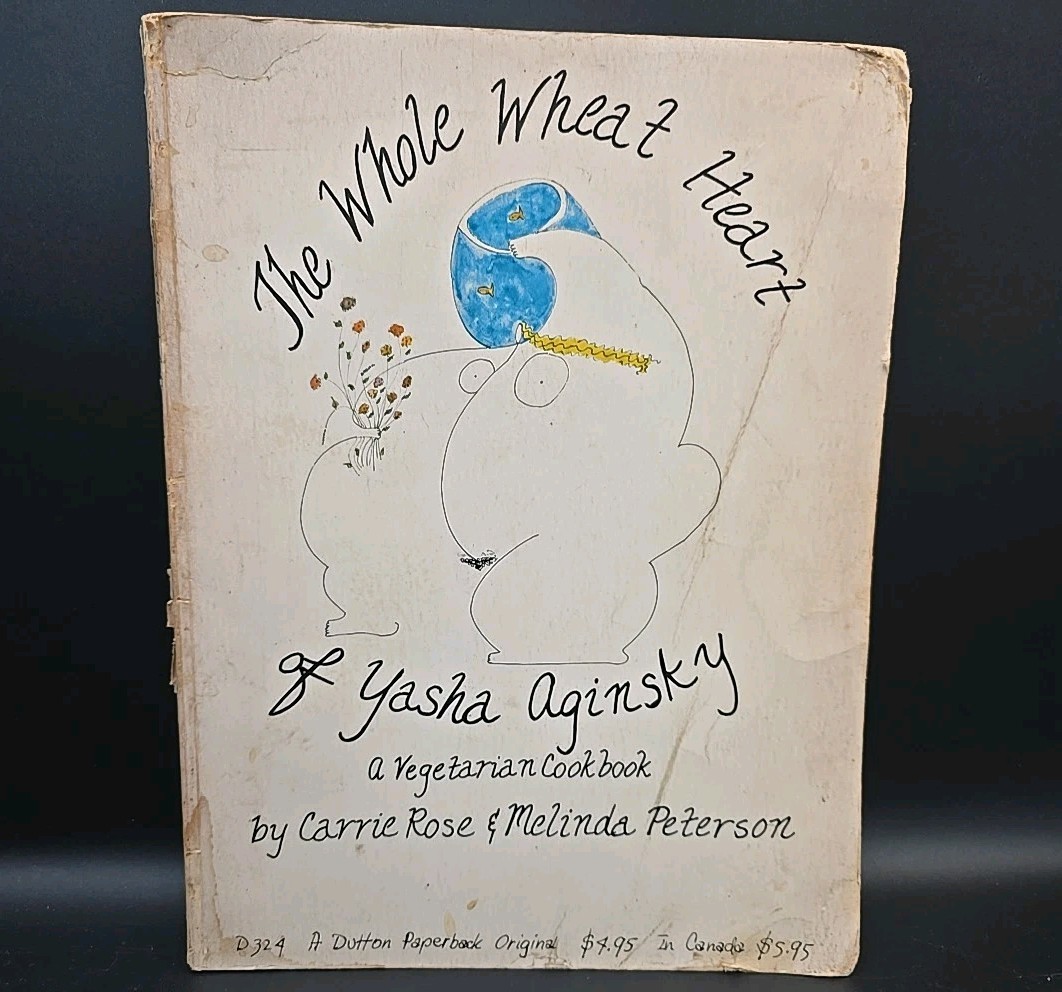 The Whole Wheat Heart
of Yasha Aginsky
a Vegetarian Cookbook
by Carrie Rose & Melinda Peterson
D324 A Dutton Paperback Original $4.95 In Canada $5.95